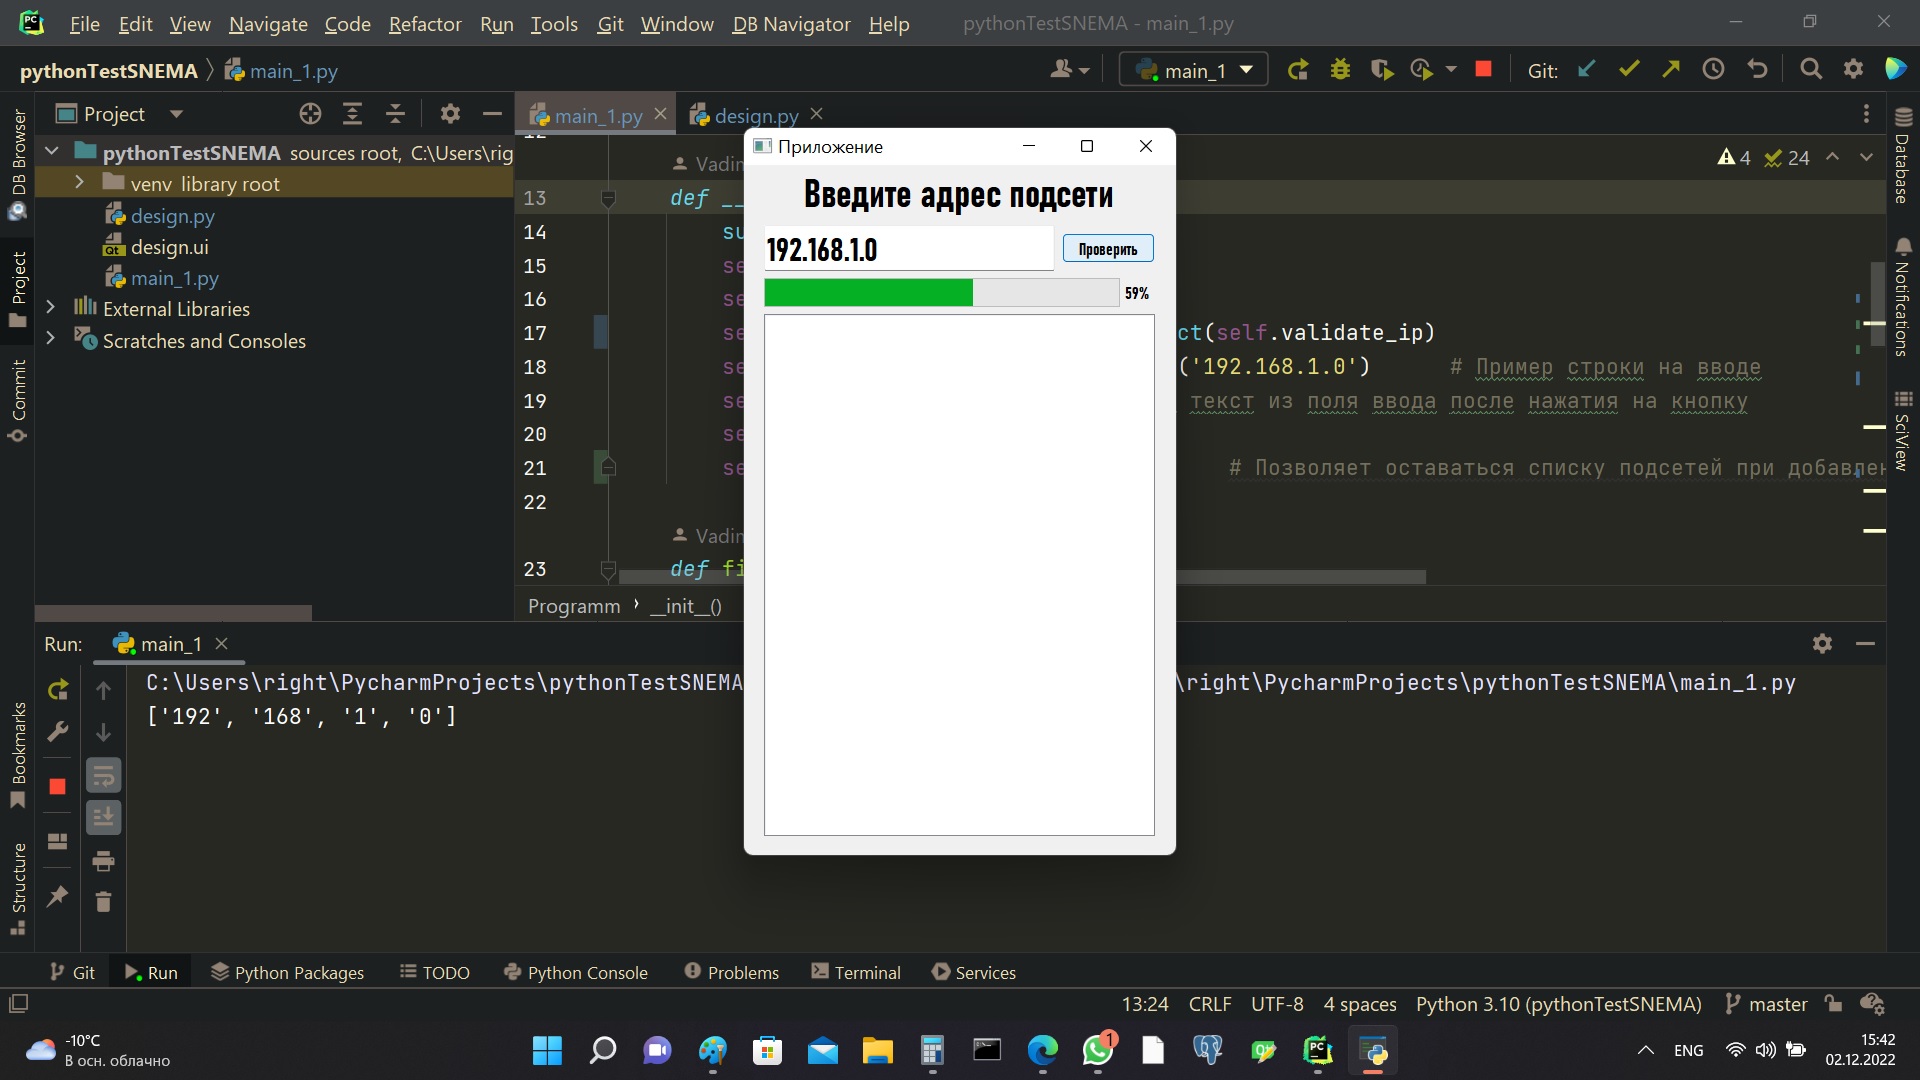 File Edit View Navigate Code Refactor Run Tools Git Window DB Navigator Help pythonTestSNEMA - main_1.py
pythonTestSNEMA main_1.py
main_1
Git:
DB Browser
Project
Commit
Bookmarks
Structure
Project
pythonTestSNEMA sources root, C:\Users\rig
venv library root
design.py
design.ui
main_1.py
External Libraries
Scratches and Consoles
main_1.py design.py
4 24
12
Vadim
13 def __
14 su
15 se
16 se
17 se ct(self.validate_ip)
18 se ('192.168.1.0') # Пример строки на вводе
19 se текст из поля ввода после нажатия на кнопку
20 se
21 se # Позволяет оставаться списку подсетей при добавлен
22
Vadim
23 def fi
Programm __init__()
Приложение
Введите адрес подсети
192.168.1.0 Проверить
59%
Database
Notifications
SciView
Run: main_1
C:\Users\right\PycharmProjects\pythonTestSNEMA \right\PycharmProjects\pythonTestSNEMA\main_1.py
['192', '168', '1', '0']
Git Run Python Packages TODO Python Console Problems Terminal Services
13:24 CRLF UTF-8 4 spaces Python 3.10 (pythonTestSNEMA) master
-10°C
В осн. облачно
1
ENG
15:42
02.12.2022